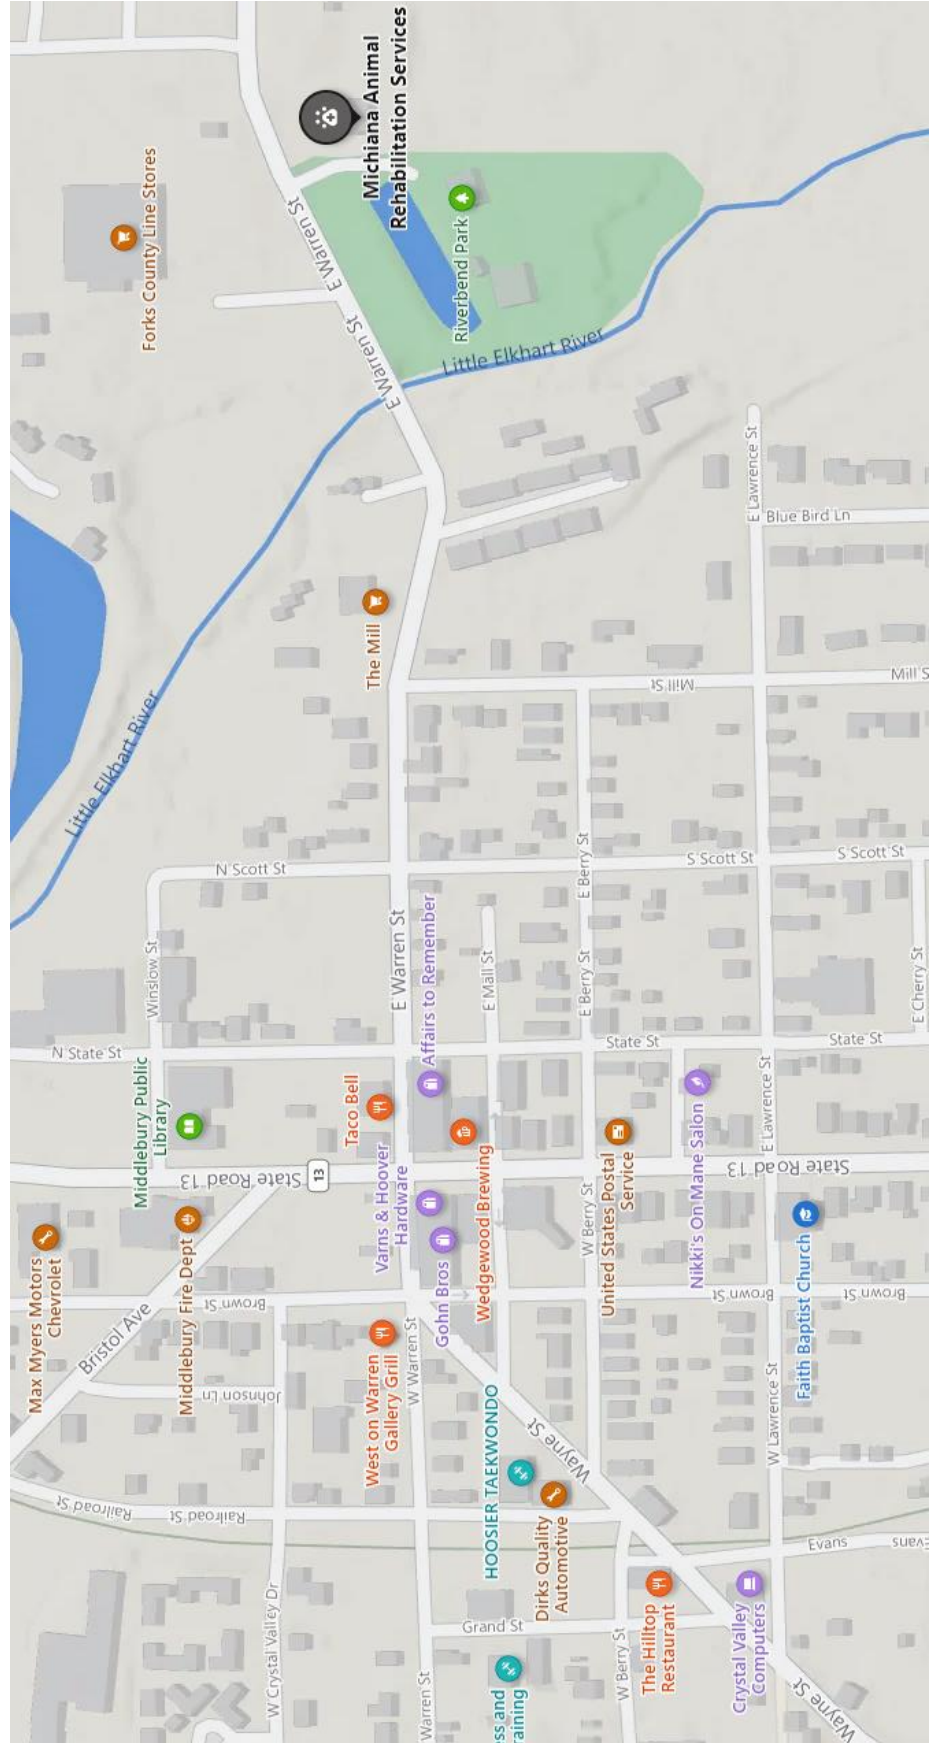 Max Myers Motors
Chevrolet
N State St
Railroad St
Bristol Ave
Little Elkhart River
Middlebury Public
Library
Winslow St
Forks County Line Stores
Middlebury Fire Dept
Johnson Ln
Railroad St
State Road 13
Brown St
N Scott St
W Crystal Valley Dr
State Road 13
13
E Warren St
E Warren St
E Warren St
Taco Bell
The Mill
Michiana Animal
Rehabilitation Services
West on Warren
Gallery Grill
Varns & Hoover
Hardware
E Warren St
Warren St
W Warren St
Affairs to Remember
Gohn Bros
Riverbend Park
Little Elkhart River
Grand St
HOOSIER TAEKWONDO
Wedgewood Brewing
E Mall St
ss and
raining
Dirks Quality
Automotive
Wayne St
W Berry St
E Berry St
E Berry St
United States Postal
Service
W Berry St
State St
The Hilltop
Restaurant
Mill St
Nikki's On Mane Salon
Brown St
S Scott St
Crystal Valley
Computers
W Lawrence St
E Lawrence St
E Lawrence St
Faith Baptist Church
Blue Bird Ln
Wayne St
Evans
State Road 13
State St
S Scott St
Brown St
Evans
E Cherry St
Mill S